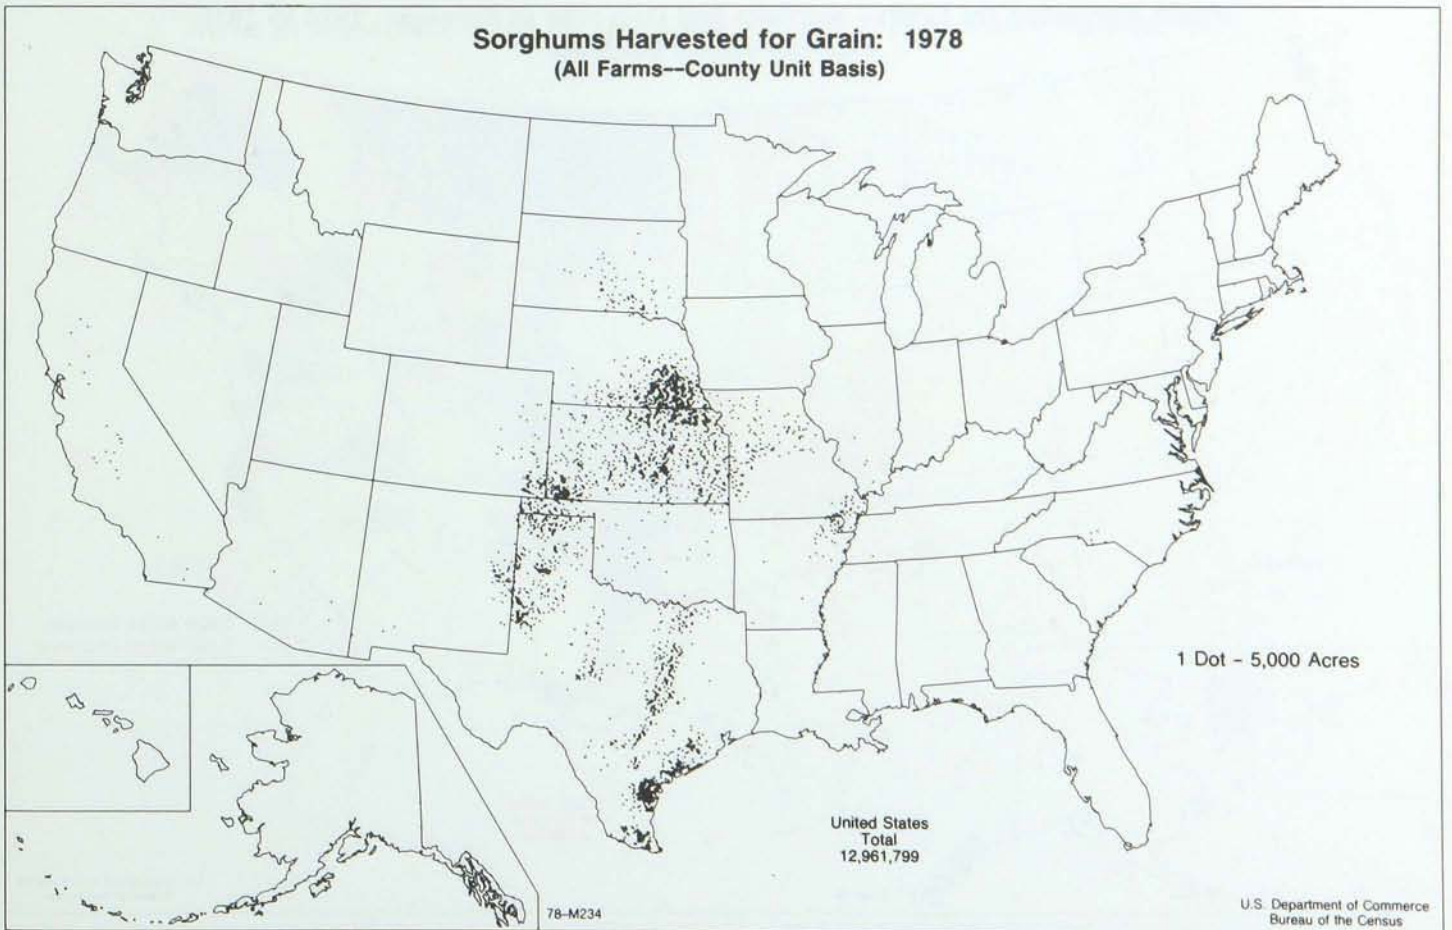 Sorghums Harvested for Grain: 1978
(All Farms--County Unit Basis)
1 Dot - 5,000 Acres
United States
Total
12,961,799
78-M234
U.S. Department of Commerce
Bureau of the Census